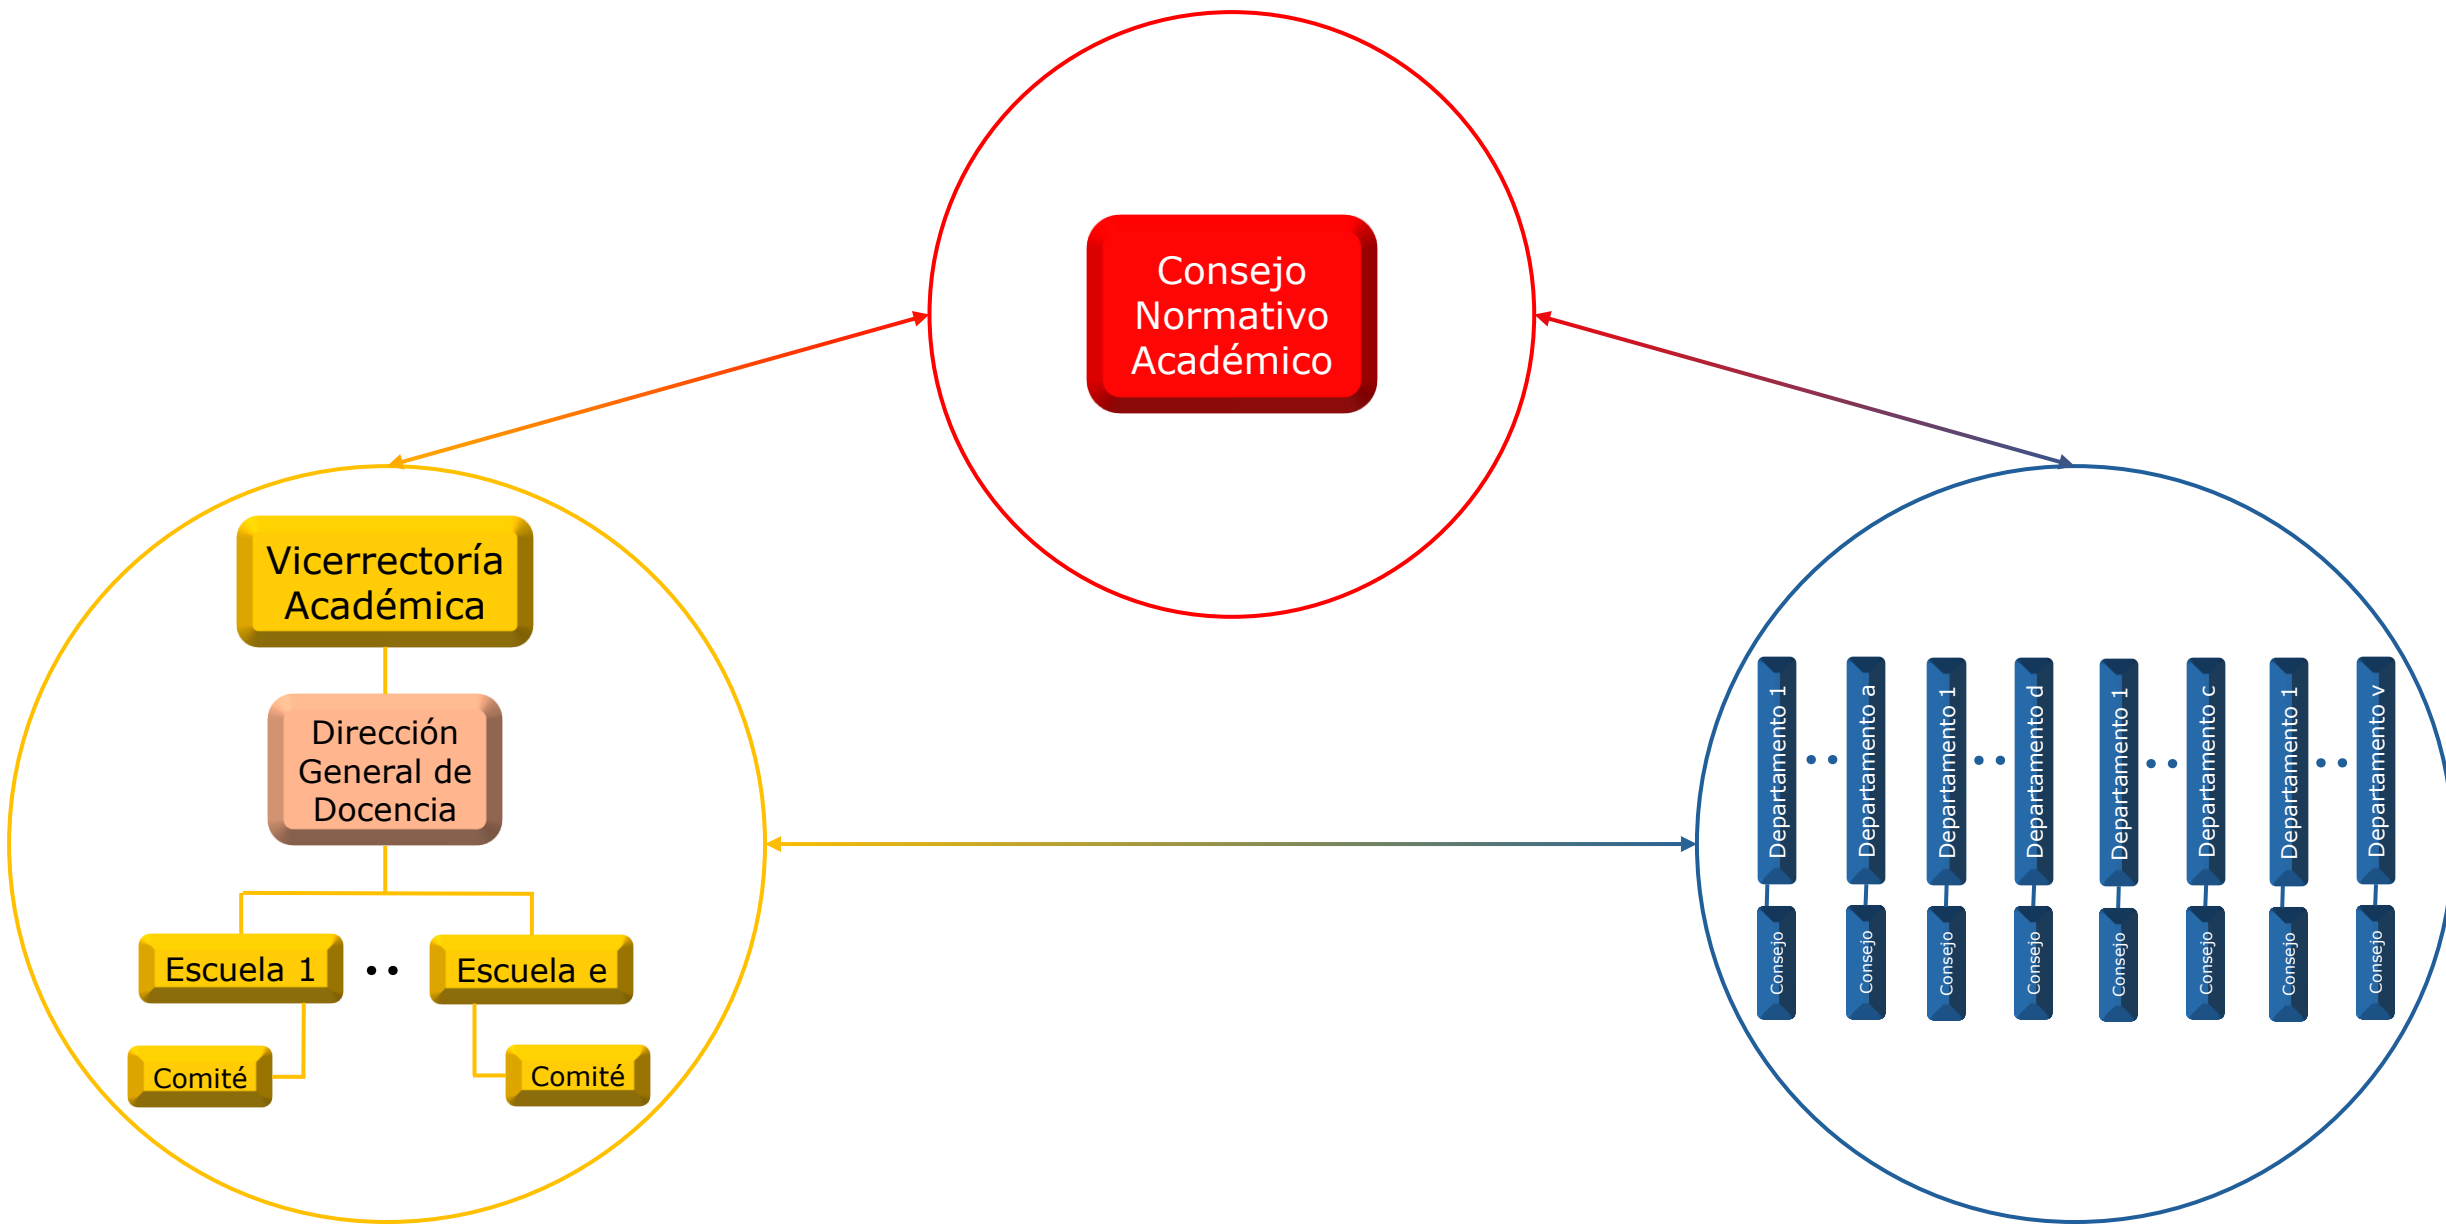 Consejo
Normativo
Académico
Vicerrectoría
Académica
Dirección
General de
Docencia
Escuela 1
Escuela e
Comité
Comité
Departamento 1
Departamento a
Departamento 1
Departamento d
Departamento 1
Departamento c
Departamento 1
Departamento v
Consejo
Consejo
Consejo
Consejo
Consejo
Consejo
Consejo
Consejo